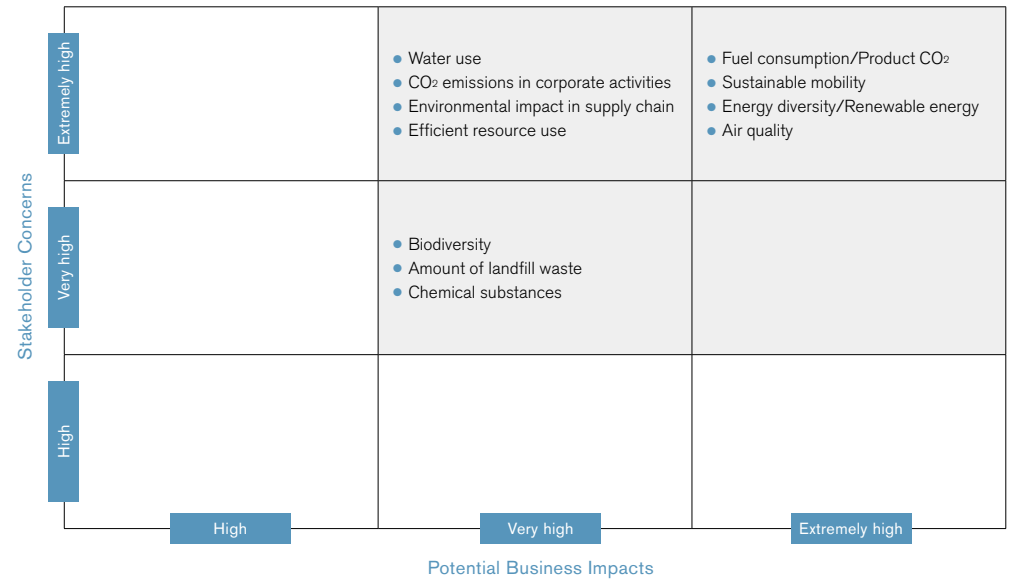 Stakeholder Concerns
Extremely high
● Water use
● CO2 emissions in corporate activities
● Environmental impact in supply chain
● Efficient resource use
● Fuel consumption/Product CO2
● Sustainable mobility
● Energy diversity/Renewable energy
● Air quality
Very high
● Biodiversity
● Amount of landfill waste
● Chemical substances
High
High
Very high
Extremely high
Potential Business Impacts